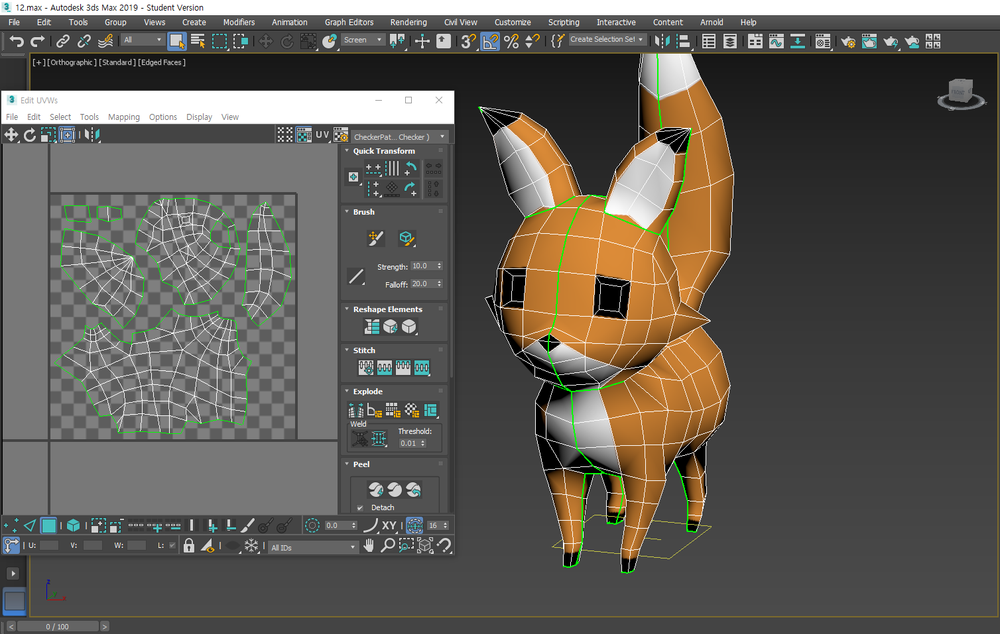 12.max - Autodesk 3ds Max 2019 - Student Version
File Edit Tools Group Views Create Modifiers Animation Graph Editors Rendering Civil View Customize Scripting Interactive Content Arnold Help
All Screen Create Selection Set
[+] [Orthographic] [Standard] [Edged Faces]
FRONT
Edit UVWs
File Edit Select Tools Mapping Options Display View
UV CheckerPat... Checker )
Quick Transform
Brush
Strength: 10.0
Falloff: 20.0
Reshape Elements
Stitch
Explode
Weld
Threshold:
0.01
Peel
Detach
0.0 XY 16
U: V: W: L: All IDs
z
x
< 0 / 100 >